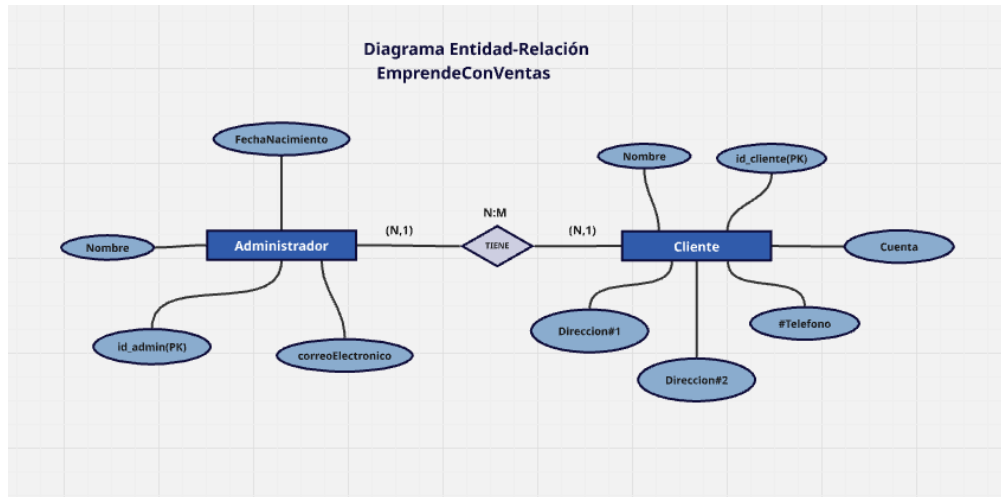 Diagrama Entidad-Relación
EmprendeConVentas
FechaNacimiento
Nombre
id_cliente(PK)
N:M
(N,1)
(N,1)
Nombre
Administrador
TIENE
Cliente
Cuenta
Direccion#1
#Telefono
id_admin(PK)
correoElectronico
Direccion#2